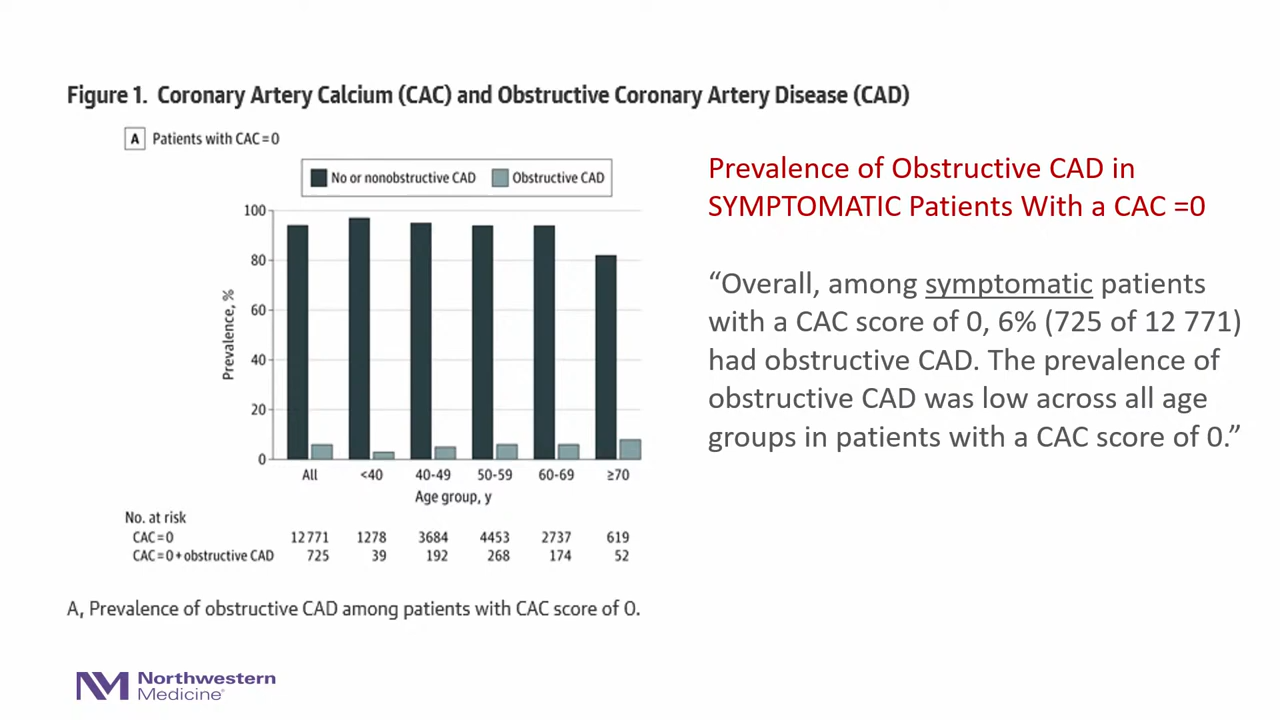 Figure 1. Coronary Artery Calcium (CAC) and Obstructive Coronary Artery Disease (CAD)
A Patients with CAC=0
No or nonobstructive CAD Obstructive CAD
100
80
60
40
20
0
Prevalence, %
All <40 40-49 50-59 60-69 ≥70
Age group, y
No. at risk
CAC=0 12771 1278 3684 4453 2737 619
CAC=0+obstructive CAD 725 39 192 268 174 52
A, Prevalence of obstructive CAD among patients with CAC score of 0.
Prevalence of Obstructive CAD in
SYMPTOMATIC Patients With a CAC =0
“Overall, among symptomatic patients
with a CAC score of 0, 6% (725 of 12 771)
had obstructive CAD. The prevalence of
obstructive CAD was low across all age
groups in patients with a CAC score of 0.”
NM Northwestern
Medicine®